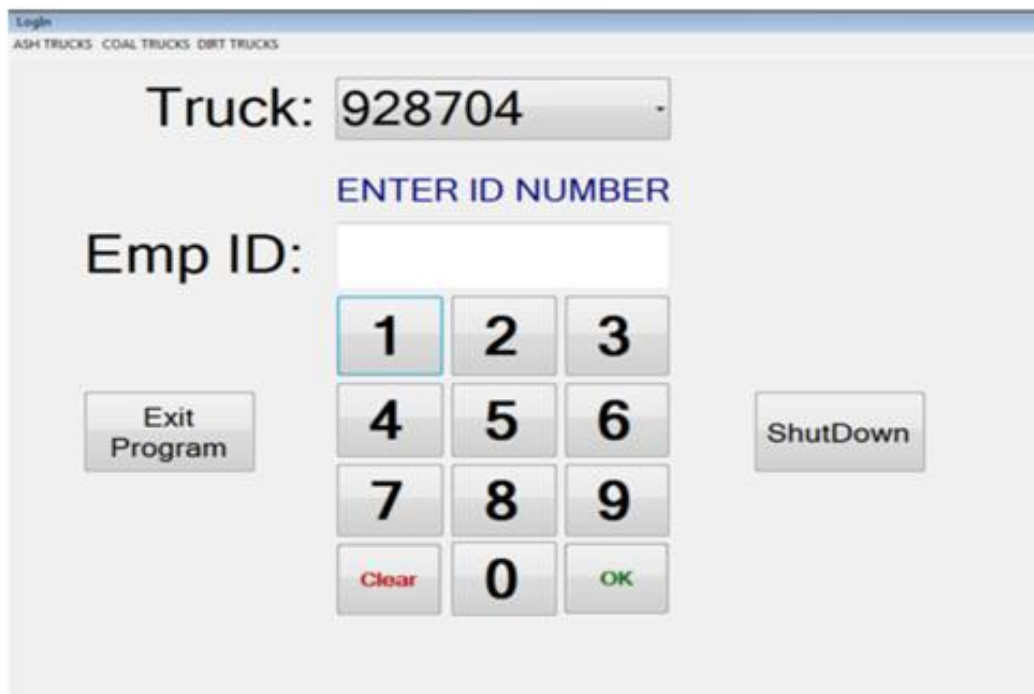 LogIn
ASH TRUCKS COAL TRUCKS DIRT TRUCKS
Truck: 928704
ENTER ID NUMBER
Emp ID:
1 2 3
Exit
Program
4 5 6
ShutDown
7 8 9
Clear 0 OK